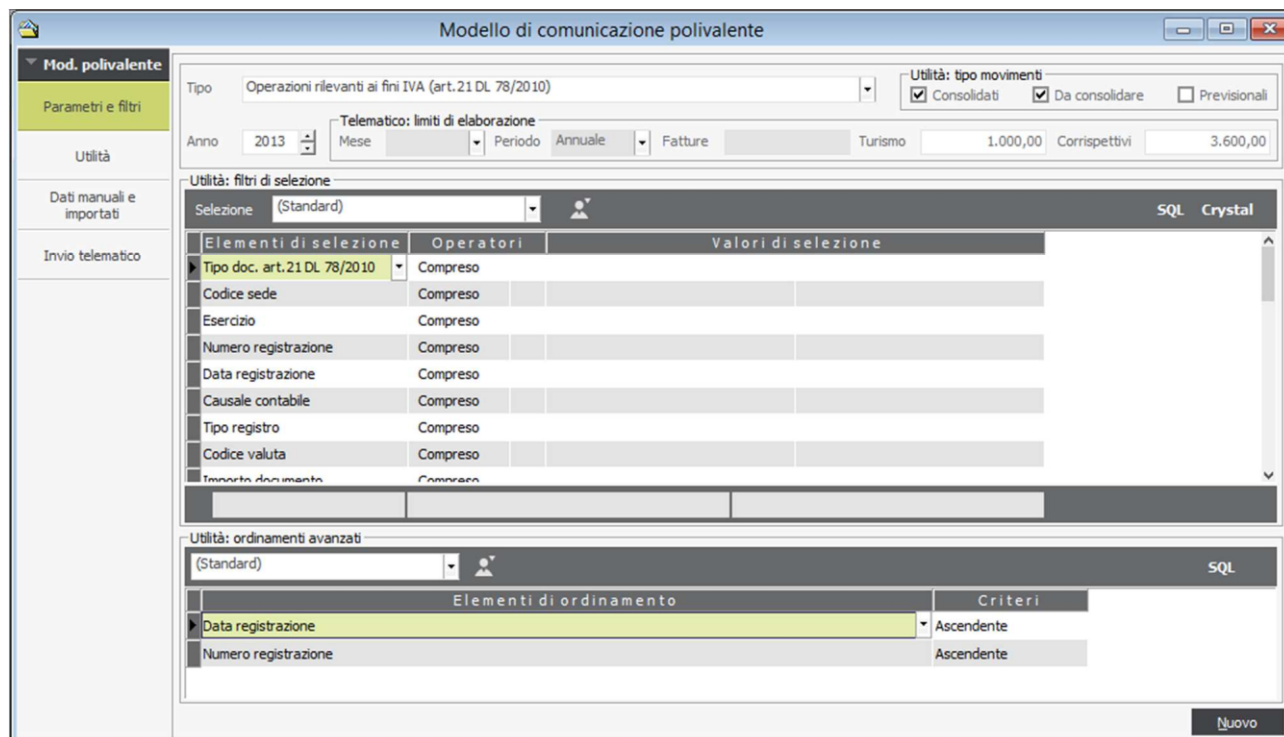 Modello di comunicazione polivalente
Mod. polivalente
Parametri e filtri
Utilità
Dati manuali e
importati
Invio telematico
Tipo Operazioni rilevanti ai fini IVA (art.21 DL 78/2010)
Utilità: tipo movimenti
Consolidati Da consolidare Previsionali
Anno 2013
Telematico: limiti di elaborazione
Mese Periodo Annuale Fatture Turismo 1.000,00 Corrispettivi 3.600,00
Utilità: filtri di selezione
Selezione (Standard) SQL Crystal
Elementi di selezione Operatori Valori di selezione
Tipo doc. art.21 DL 78/2010 Compreso
Codice sede Compreso
Esercizio Compreso
Numero registrazione Compreso
Data registrazione Compreso
Causale contabile Compreso
Tipo registro Compreso
Codice valuta Compreso
Importo documento Compreso
Utilità: ordinamenti avanzati
(Standard) SQL
Elementi di ordinamento Criteri
Data registrazione Ascendente
Numero registrazione Ascendente
Nuovo